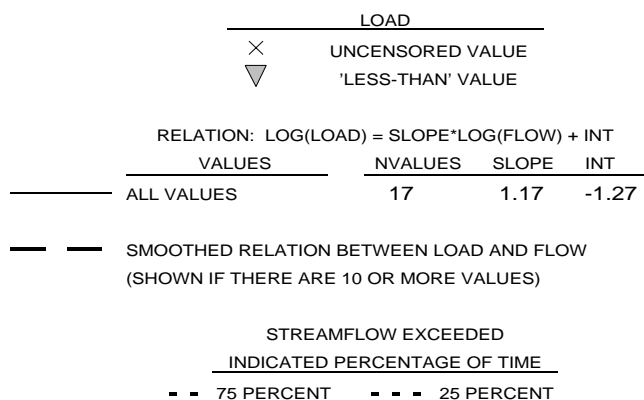 LOAD
UNCENSORED VALUE
'LESS-THAN' VALUE
RELATION: LOG(LOAD) = SLOPE*LOG(FLOW) + INT
VALUES NVALUES SLOPE INT
ALL VALUES 17 1.17 -1.27
SMOOTHED RELATION BETWEEN LOAD AND FLOW
(SHOWN IF THERE ARE 10 OR MORE VALUES)
STREAMFLOW EXCEEDED
INDICATED PERCENTAGE OF TIME
75 PERCENT 25 PERCENT